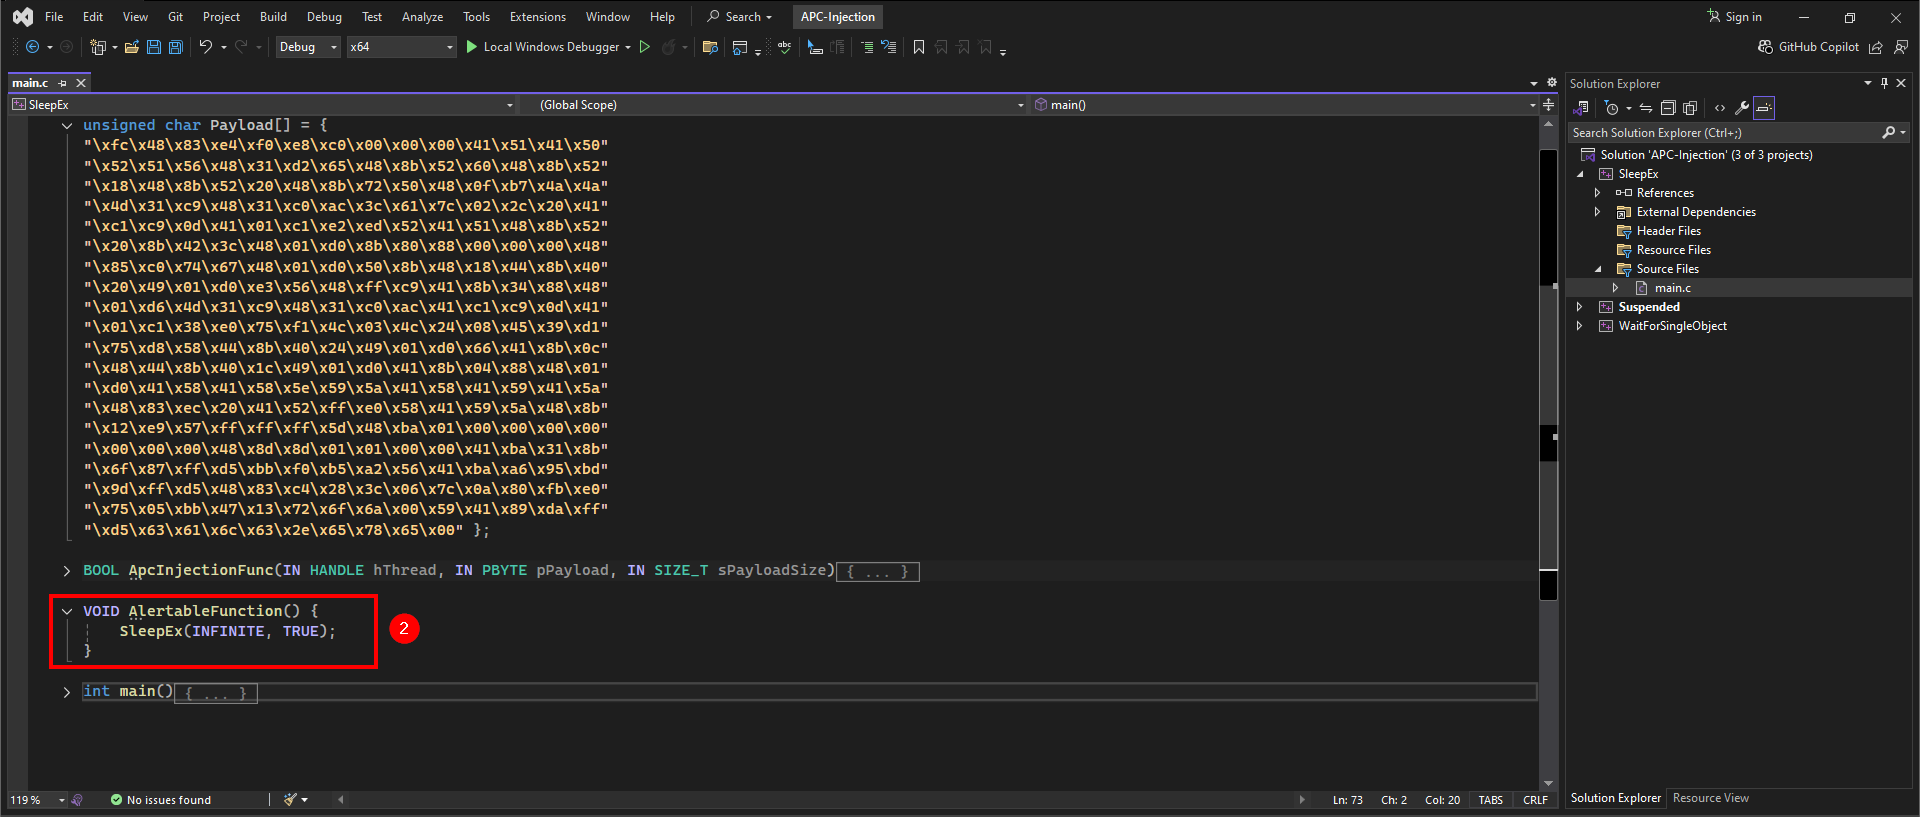 File Edit View Git Project Build Debug Test Analyze Tools Extensions Window Help Search APC-Injection Sign in
Debug x64 Local Windows Debugger abc GitHub Copilot
main.c
SleepEx (Global Scope) main()
unsigned char Payload[] = {
"\xfc\x48\x83\xe4\xf0\xe8\xc0\x00\x00\x00\x41\x51\x41\x50"
"\x52\x51\x56\x48\x31\xd2\x65\x48\x8b\x52\x60\x48\x8b\x52"
"\x18\x48\x8b\x52\x20\x48\x8b\x72\x50\x48\x0f\xb7\x4a\x4a"
"\x4d\x31\xc9\x48\x31\xc0\xac\x3c\x61\x7c\x02\x2c\x20\x41"
"\xc1\xc9\x0d\x41\x01\xc1\xe2\xed\x52\x41\x51\x48\x8b\x52"
"\x20\x8b\x42\x3c\x48\x01\xd0\x8b\x80\x88\x00\x00\x00\x48"
"\x85\xc0\x74\x67\x48\x01\xd0\x50\x8b\x48\x18\x44\x8b\x40"
"\x20\x49\x01\xd0\xe3\x56\x48\xff\xc9\x41\x8b\x34\x88\x48"
"\x01\xd6\x4d\x31\xc9\x48\x31\xc0\xac\x41\xc1\xc9\x0d\x41"
"\x01\xc1\x38\xe0\x75\xf1\x4c\x03\x4c\x24\x08\x45\x39\xd1"
"\x75\xd8\x58\x44\x8b\x40\x24\x49\x01\xd0\x66\x41\x8b\x0c"
"\x48\x44\x8b\x40\x1c\x49\x01\xd0\x41\x8b\x04\x88\x48\x01"
"\xd0\x41\x58\x41\x58\x5e\x59\x5a\x41\x58\x41\x59\x41\x5a"
"\x48\x83\xec\x20\x41\x52\xff\xe0\x58\x41\x59\x5a\x48\x8b"
"\x12\xe9\x57\xff\xff\xff\x5d\x48\xba\x01\x00\x00\x00\x00"
"\x00\x00\x00\x48\x8d\x8d\x01\x01\x00\x00\x41\xba\x31\x8b"
"\x6f\x87\xff\xd5\xbb\xf0\xb5\xa2\x56\x41\xba\xa6\x95\xbd"
"\x9d\xff\xd5\x48\x83\xc4\x28\x3c\x06\x7c\x0a\x80\xfb\xe0"
"\x75\x05\xbb\x47\x13\x72\x6f\x6a\x00\x59\x41\x89\xda\xff"
"\xd5\x63\x61\x6c\x63\x2e\x65\x78\x65\x00" };
BOOL ApcInjectionFunc(IN HANDLE hThread, IN PBYTE pPayload, IN SIZE_T sPayloadSize){ ... }
VOID AlertableFunction() {
SleepEx(INFINITE, TRUE);
}
2
int main(){ ... }
119 % No issues found Ln: 73 Ch: 2 Col: 20 TABS CRLF
Solution Explorer
Search Solution Explorer (Ctrl+;)
Solution 'APC-Injection' (3 of 3 projects)
SleepEx
References
External Dependencies
Header Files
Resource Files
Source Files
main.c
Suspended
WaitForSingleObject
Solution Explorer Resource View